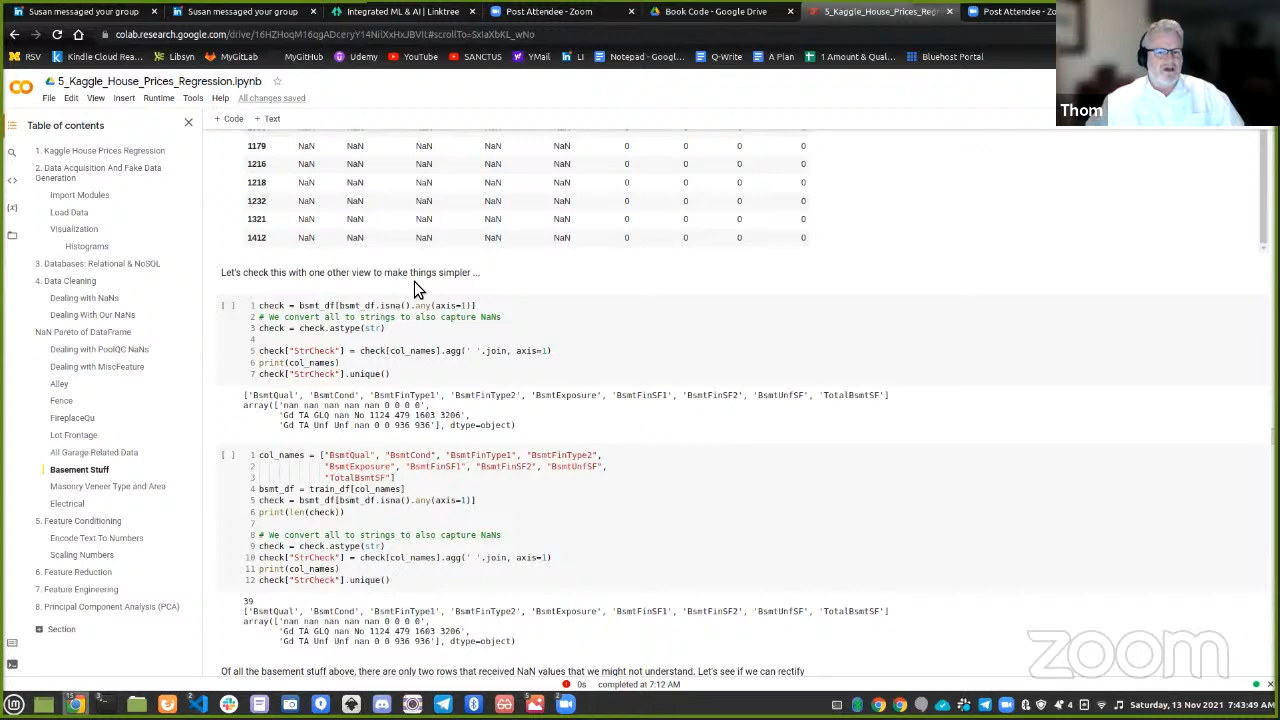 Susan messaged your group
Susan messaged your group
Integrated ML & AI | Linktree
Post Attendee - Zoom
Book Code - Google Drive
5_Kaggle_House_Prices_Regre
Post Attendee - Zoom
colab.research.google.com
RSV
Kindle Cloud Reade...
Libsyn
MyGitLab
MyGitHub
Udemy
YouTube
SANCTUS
YMail
LI
Notepad - Google ...
Q-Write
A Plan
1 Amount & Qual...
Bluehost Portal
Thom
5_Kaggle_House_Prices_Regression.ipynb
File Edit View Insert Runtime Tools Help All changes saved
Table of contents
+ Code + Text
1. Kaggle House Prices Regression
2. Data Acquisition And Fake Data
Generation
Import Modules
Load Data
Visualization
Histograms
3. Databases: Relational & NoSQL
4. Data Cleaning
Dealing with NaNs
Dealing With Our NaNs
NaN Pareto of DataFrame
Dealing with PoolQC NaNs
Dealing with MiscFeature
Alley
Fence
FireplaceQu
Lot Frontage
All Garage Related Data
Basement Stuff
Masonry Veneer Type and Area
Electrical
5. Feature Conditioning
Encode Text To Numbers
Scaling Numbers
6. Feature Reduction
7. Feature Engineering
8. Principal Component Analysis (PCA)
Section
1179 NaN NaN NaN NaN NaN 0 0 0 0
1216 NaN NaN NaN NaN NaN 0 0 0 0
1218 NaN NaN NaN NaN NaN 0 0 0 0
1232 NaN NaN NaN NaN NaN 0 0 0 0
1321 NaN NaN NaN NaN NaN 0 0 0 0
1412 NaN NaN NaN NaN NaN 0 0 0 0
Let's check this with one other view to make things simpler ...
[ ] 1 check = bsmt_df[bsmt_df.isna().any(axis=1)]
2 # We convert all to strings to also capture NaNs
3 check = check.astype(str)
4
5 check["StrCheck"] = check[col_names].agg(' '.join, axis=1)
6 print(col_names)
7 check["StrCheck"].unique()
['BsmtQual', 'BsmtCond', 'BsmtFinType1', 'BsmtFinType2', 'BsmtExposure', 'BsmtFinSF1', 'BsmtFinSF2', 'BsmtUnfSF', 'TotalBsmtSF']
array(['nan nan nan nan nan 0 0 0 0',
'Gd TA GLQ nan No 1124 479 1603 3206',
'Gd TA Unf Unf nan 0 0 936 936'], dtype=object)
[ ] 1 col_names = ["BsmtQual", "BsmtCond", "BsmtFinType1", "BsmtFinType2",
2 "BsmtExposure", "BsmtFinSF1", "BsmtFinSF2", "BsmtUnfSF",
3 "TotalBsmtSF"]
4 bsmt_df = train_df[col_names]
5 check = bsmt_df[bsmt_df.isna().any(axis=1)]
6 print(len(check))
7
8 # We convert all to strings to also capture NaNs
9 check = check.astype(str)
10 check["StrCheck"] = check[col_names].agg(' '.join, axis=1)
11 print(col_names)
12 check["StrCheck"].unique()
39
['BsmtQual', 'BsmtCond', 'BsmtFinType1', 'BsmtFinType2', 'BsmtExposure', 'BsmtFinSF1', 'BsmtFinSF2', 'BsmtUnfSF', 'TotalBsmtSF']
array(['nan nan nan nan nan 0 0 0 0',
'Gd TA GLQ nan No 1124 479 1603 3206',
'Gd TA Unf Unf nan 0 0 936 936'], dtype=object)
Of all the basement stuff above, there are only two rows that received NaN values that we might not understand. Let's see if we can rectify
zoom
0s completed at 7:12 AM
Saturday, 13 Nov 2021 7:43:49 AM